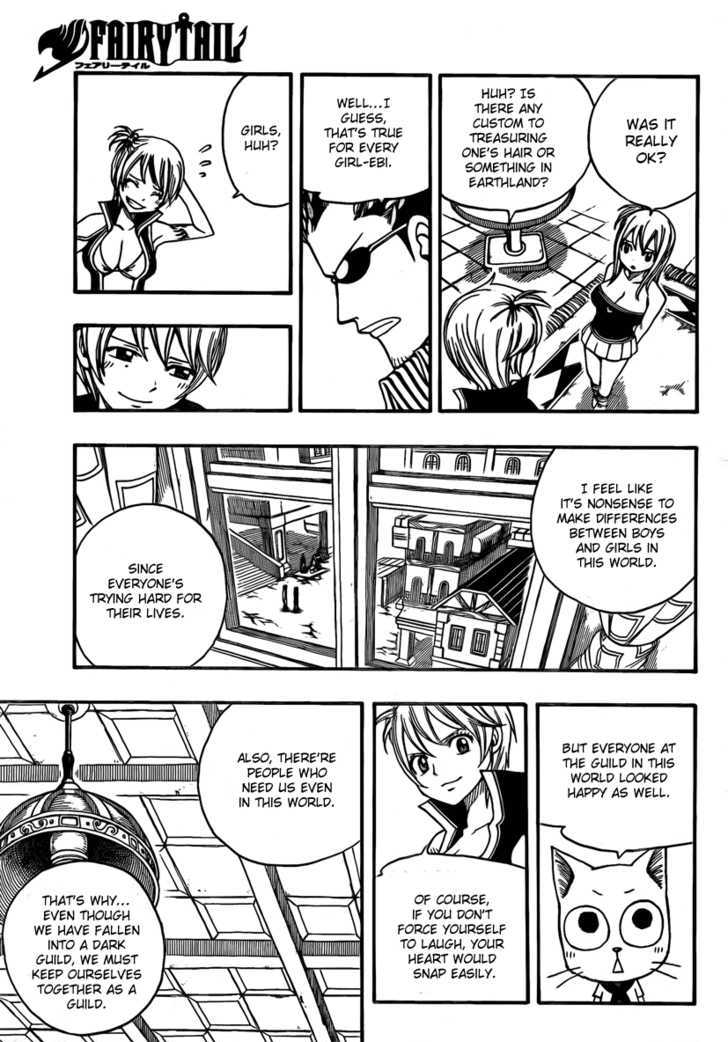 FAIRY TAIL
フェアリーテイル
WAS IT
REALLY
OK?
HUH? IS
THERE ANY
CUSTOM TO
TREASURING
ONE'S HAIR OR
SOMETHING IN
EARTHLAND?
WELL...I
GUESS,
THAT'S TRUE
FOR EVERY
GIRL-EBI.
GIRLS,
HUH?
I FEEL LIKE
IT'S NONSENSE TO
MAKE DIFFERENCES
BETWEEN BOYS
AND GIRLS IN
THIS WORLD.
SINCE
EVERYONE'S
TRYING HARD FOR
THEIR LIVES.
BUT EVERYONE AT
THE GUILD IN THIS
WORLD LOOKED
HAPPY AS WELL.
OF COURSE,
IF YOU DON'T
FORCE YOURSELF
TO LAUGH, YOUR
HEART WOULD
SNAP EASILY.
ALSO, THERE'RE
PEOPLE WHO
NEED US EVEN
IN THIS WORLD.
THAT'S WHY...
EVEN THOUGH
WE HAVE FALLEN
INTO A DARK
GUILD, WE MUST
KEEP OURSELVES
TOGETHER AS A
GUILD.